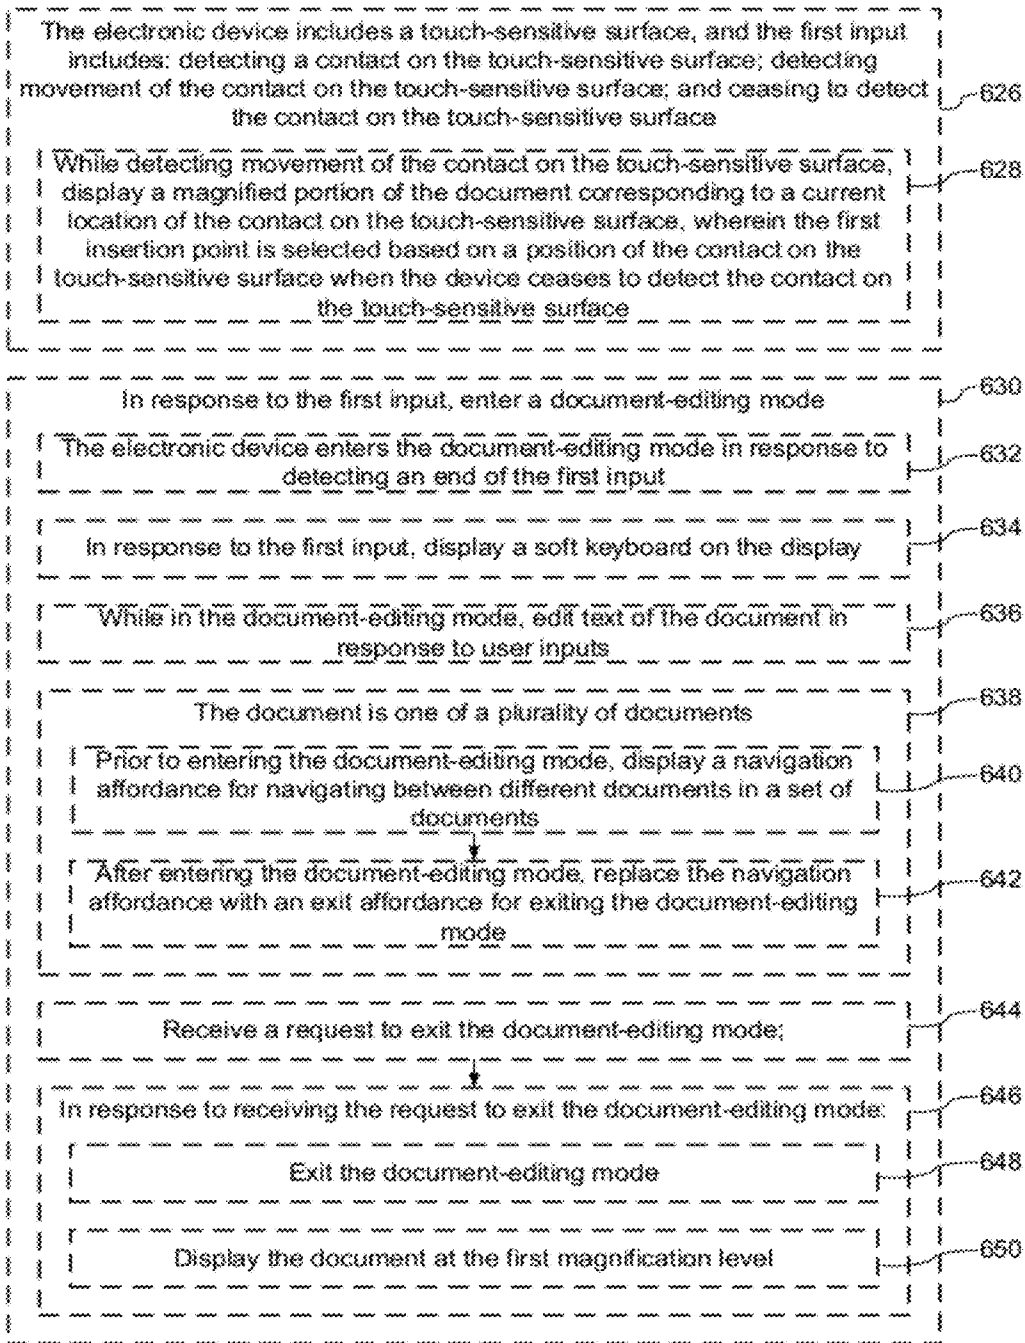 The electronic device includes a touch-sensitive surface, and the first input
includes: detecting a contact on the touch-sensitive surface; detecting
movement of the contact on the touch-sensitive surface; and ceasing to detect
the contact on the touch-sensitive surface
626
While detecting movement of the contact on the touch-sensitive surface,
display a magnified portion of the document corresponding to a current
location of the contact on the touch-sensitive surface, wherein the first
insertion point is selected based on a position of the contact on the
touch-sensitive surface when the device ceases to detect the contact on
the touch-sensitive surface
628
In response to the first input, enter a document-editing mode
630
The electronic device enters the document-editing mode in response to
detecting an end of the first input
632
In response to the first input, display a soft keyboard on the display
634
While in the document-editing mode, edit text of the document in
response to user inputs
636
The document is one of a plurality of documents
638
Prior to entering the document-editing mode, display a navigation
affordance for navigating between different documents in a set of
documents
640
After entering the document-editing mode, replace the navigation
affordance with an exit affordance for exiting the document-editing
mode
642
Receive a request to exit the document-editing mode;
644
In response to receiving the request to exit the document-editing mode:
646
Exit the document-editing mode
648
Display the document at the first magnification level
650